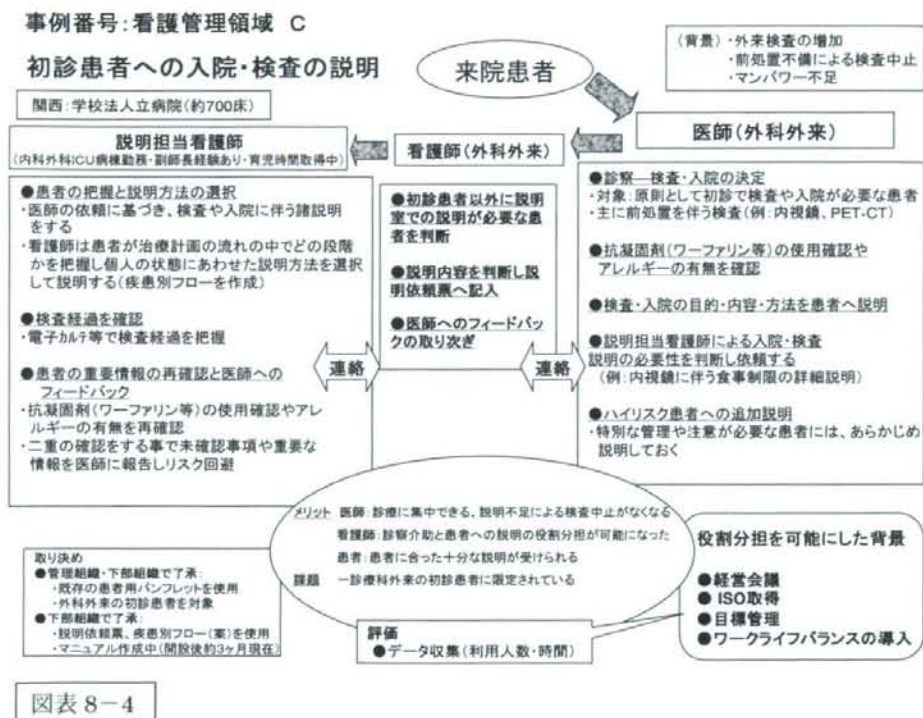 事例番号:看護管理領域 C
初診患者への入院・検査の説明
来院患者
(背景)・外来検査の増加
・前処置不備による検査中止
・マンパワー不足
関西:学校法人立病院(約700床)
説明担当看護師
(内科外科ICU病棟勤務・副師長経験あり・育児時間取得中)
看護師(外科外来)
医師(外科外来)
●患者の把握と説明方法の選択
・医師の依頼に基づき、検査や入院に伴う諸説明
をする
・看護師は患者が治療計画の流れの中でどの段階
かを把握し個人の状態にあわせた説明方法を選択
して説明する(疾患別フローを作成)
●検査経過を確認
・電子カルテ等で検査経過を把握
●患者の重要情報の再確認と医師への
フィードバック
・抗凝固剤(ワーファリン等)の使用確認やアレ
ルギーの有無を再確認
・二重の確認をする事で未確認事項や重要な
情報を医師に報告しリスク回避
連絡
●初診患者以外に説明
室での説明が必要な患
者を判断
●説明内容を判断し説
明依頼票へ記入
●医師へのフィードバッ
クの取り次ぎ
連絡
●診察―検査・入院の決定
・対象:原則として初診で検査や入院が必要な患者
・主に前処置を伴う検査(例:内視鏡、PET-CT)
●抗凝固剤(ワーファリン等)の使用確認や
アレルギーの有無を確認
●検査・入院の目的・内容・方法を患者へ説明
●説明担当看護師による入院・検査
説明の必要性を判断し依頼する
(例:内視鏡に伴う食事制限の詳細説明)
●ハイリスク患者への追加説明
・特別な管理や注意が必要な患者には、あらかじめ
説明しておく
メリット 医師:診療に集中できる、説明不足による検査中止がなくなる
看護師:診察介助と患者への説明の役割分担が可能になった
患者:患者に合った十分な説明が受けられる
課題 一診療科外来の初診患者に限定されている
取り決め
●管理組織・下部組織で了承:
・既存の患者用パンフレットを使用
・外科外来の初診患者を対象
●下部組織で了承:
・説明依頼票、疾患別フロー(案)を使用
・マニュアル作成中(開設後約3ヶ月現在)
評価
●データ収集(利用人数・時間)
役割分担を可能にした背景
●経営会議
●ISO取得
●目標管理
●ワークライフバランスの導入
図表8-4